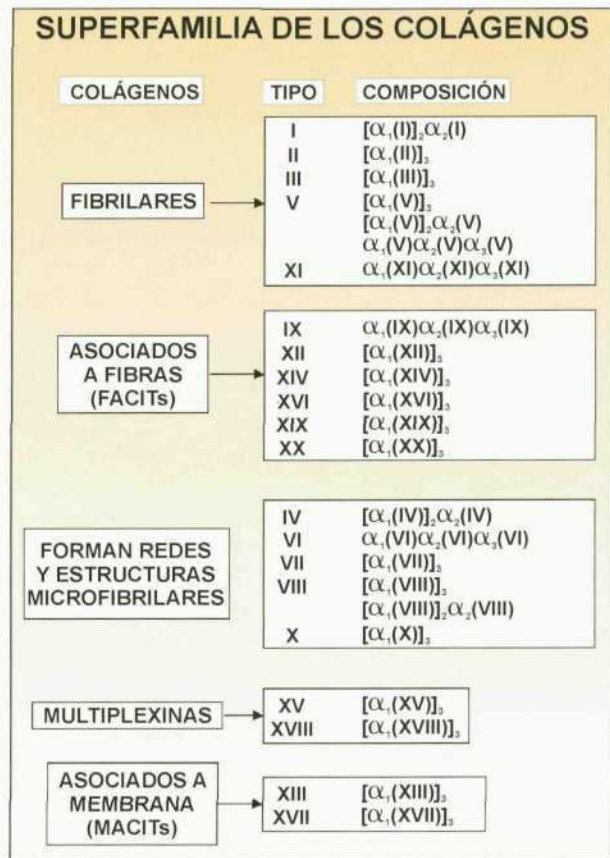 SUPERFAMILIA DE LOS COLÁGENOS
COLÁGENOS TIPO COMPOSICIÓN
FIBRILARES
I [α₁(I)]₂α₂(I)
II [α₁(II)]₃
III [α₁(III)]₃
V [α₁(V)]₃
[α₁(V)]₂α₂(V)
α₁(V)α₂(V)α₃(V)
XI α₁(XI)α₂(XI)α₃(XI)
ASOCIADOS
A FIBRAS
(FACITs)
IX α₁(IX)α₂(IX)α₃(IX)
XII [α₁(XII)]₃
XIV [α₁(XIV)]₃
XVI [α₁(XVI)]₃
XIX [α₁(XIX)]₃
XX [α₁(XX)]₃
FORMAN REDES
Y ESTRUCTURAS
MICROFIBRILARES
IV [α₁(IV)]₂α₂(IV)
VI α₁(VI)α₂(VI)α₃(VI)
VII [α₁(VII)]₃
VIII [α₁(VIII)]₃
[α₁(VIII)]₂α₂(VIII)
X [α₁(X)]₃
MULTIPLEXINAS
XV [α₁(XV)]₃
XVIII [α₁(XVIII)]₃
ASOCIADOS A
MEMBRANA
(MACITs)
XIII [α₁(XIII)]₃
XVII [α₁(XVII)]₃